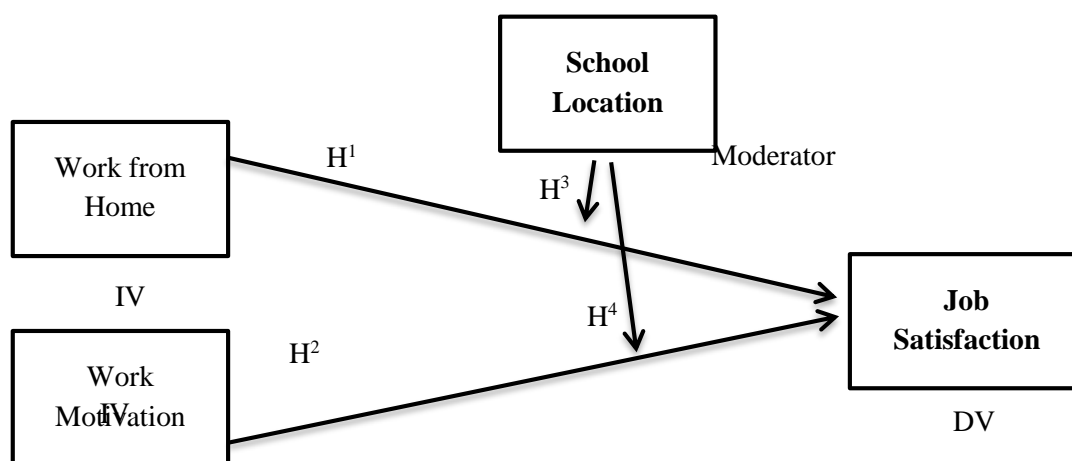 School
Location
Moderator
Work from
Home
H¹
H³
IV
Job
Satisfaction
H⁴
H²
Work
Motivation
IV
DV